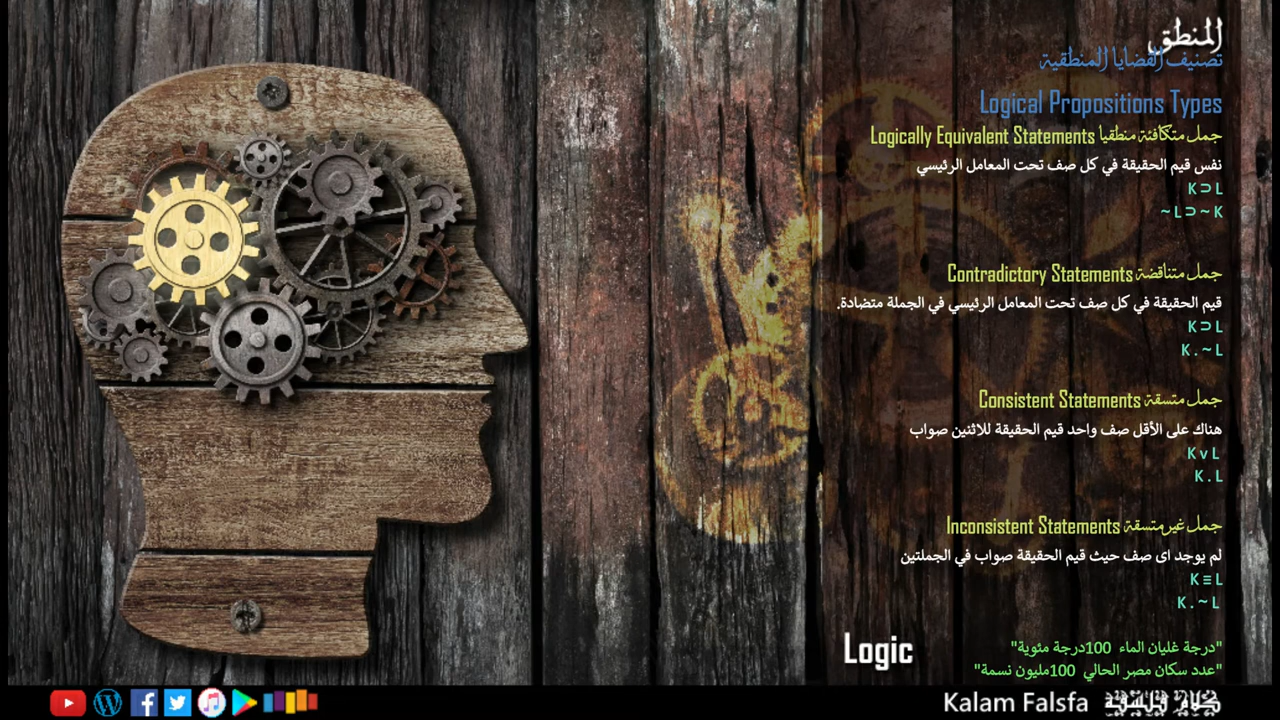 المنطق
تصنيف القضايا المنطقية
Logical Propositions Types
جمل متكافئة منطقيا Logically Equivalent Statements
نفس قيم الحقيقة في كل صف تحت المعامل الرئيسي
K ⊃ L
~ L ⊃ ~ K
جمل متناقضة Contradictory Statements
قيم الحقيقة في كل صف تحت المعامل الرئيسي في الجملة متضادة.
K ⊃ L
K . ~ L
جمل متسقة Consistent Statements
هناك على الأقل صف واحد قيم الحقيقة للاثنين صواب
K v L
K . L
جمل غير متسقة Inconsistent Statements
لم يوجد اى صف حيث قيم الحقيقة صواب في الجملتين
K ≡ L
K . ~ L
"درجة غليان الماء 100درجة مئوية"
"عدد سكان مصر الحالي 100مليون نسمة"
Logic
Kalam Falsfa كلام فلسفة